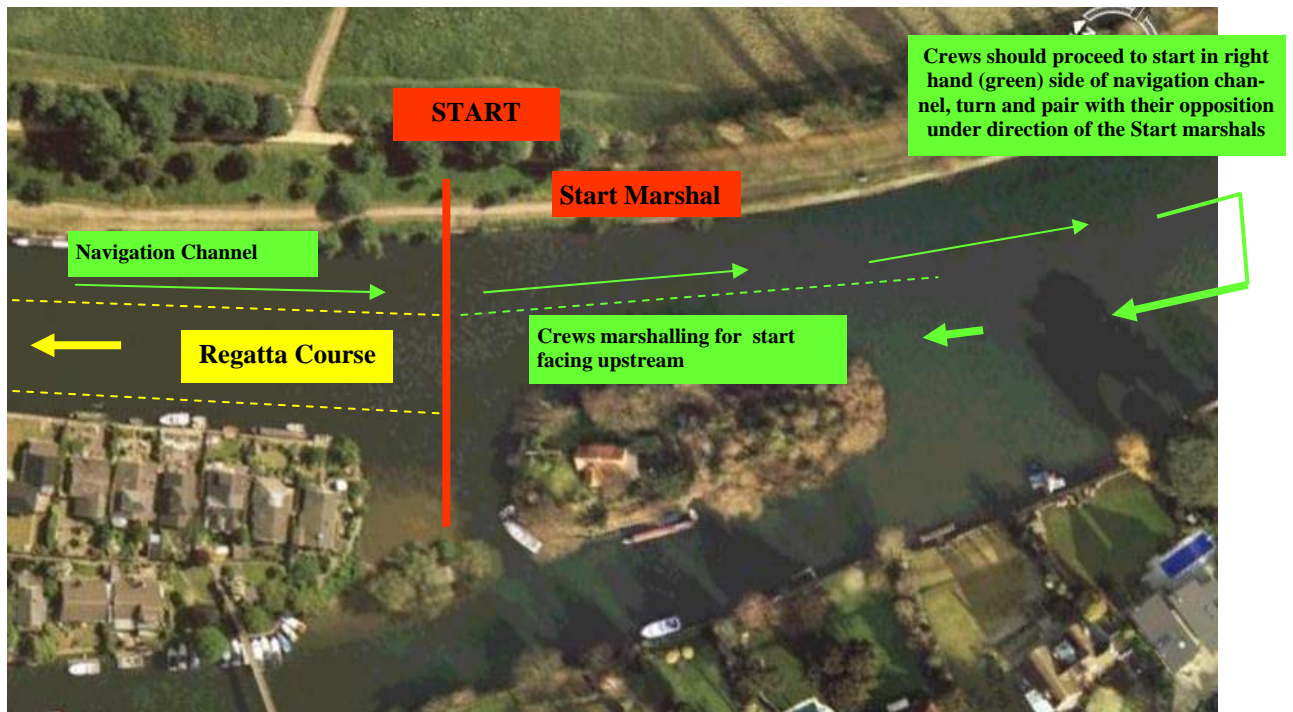 Crews should proceed to start in right
hand (green) side of navigation chan-
nel, turn and pair with their opposition
under direction of the Start marshals
START
Start Marshal
Navigation Channel
Crews marshalling for  start
facing upstream
Regatta Course